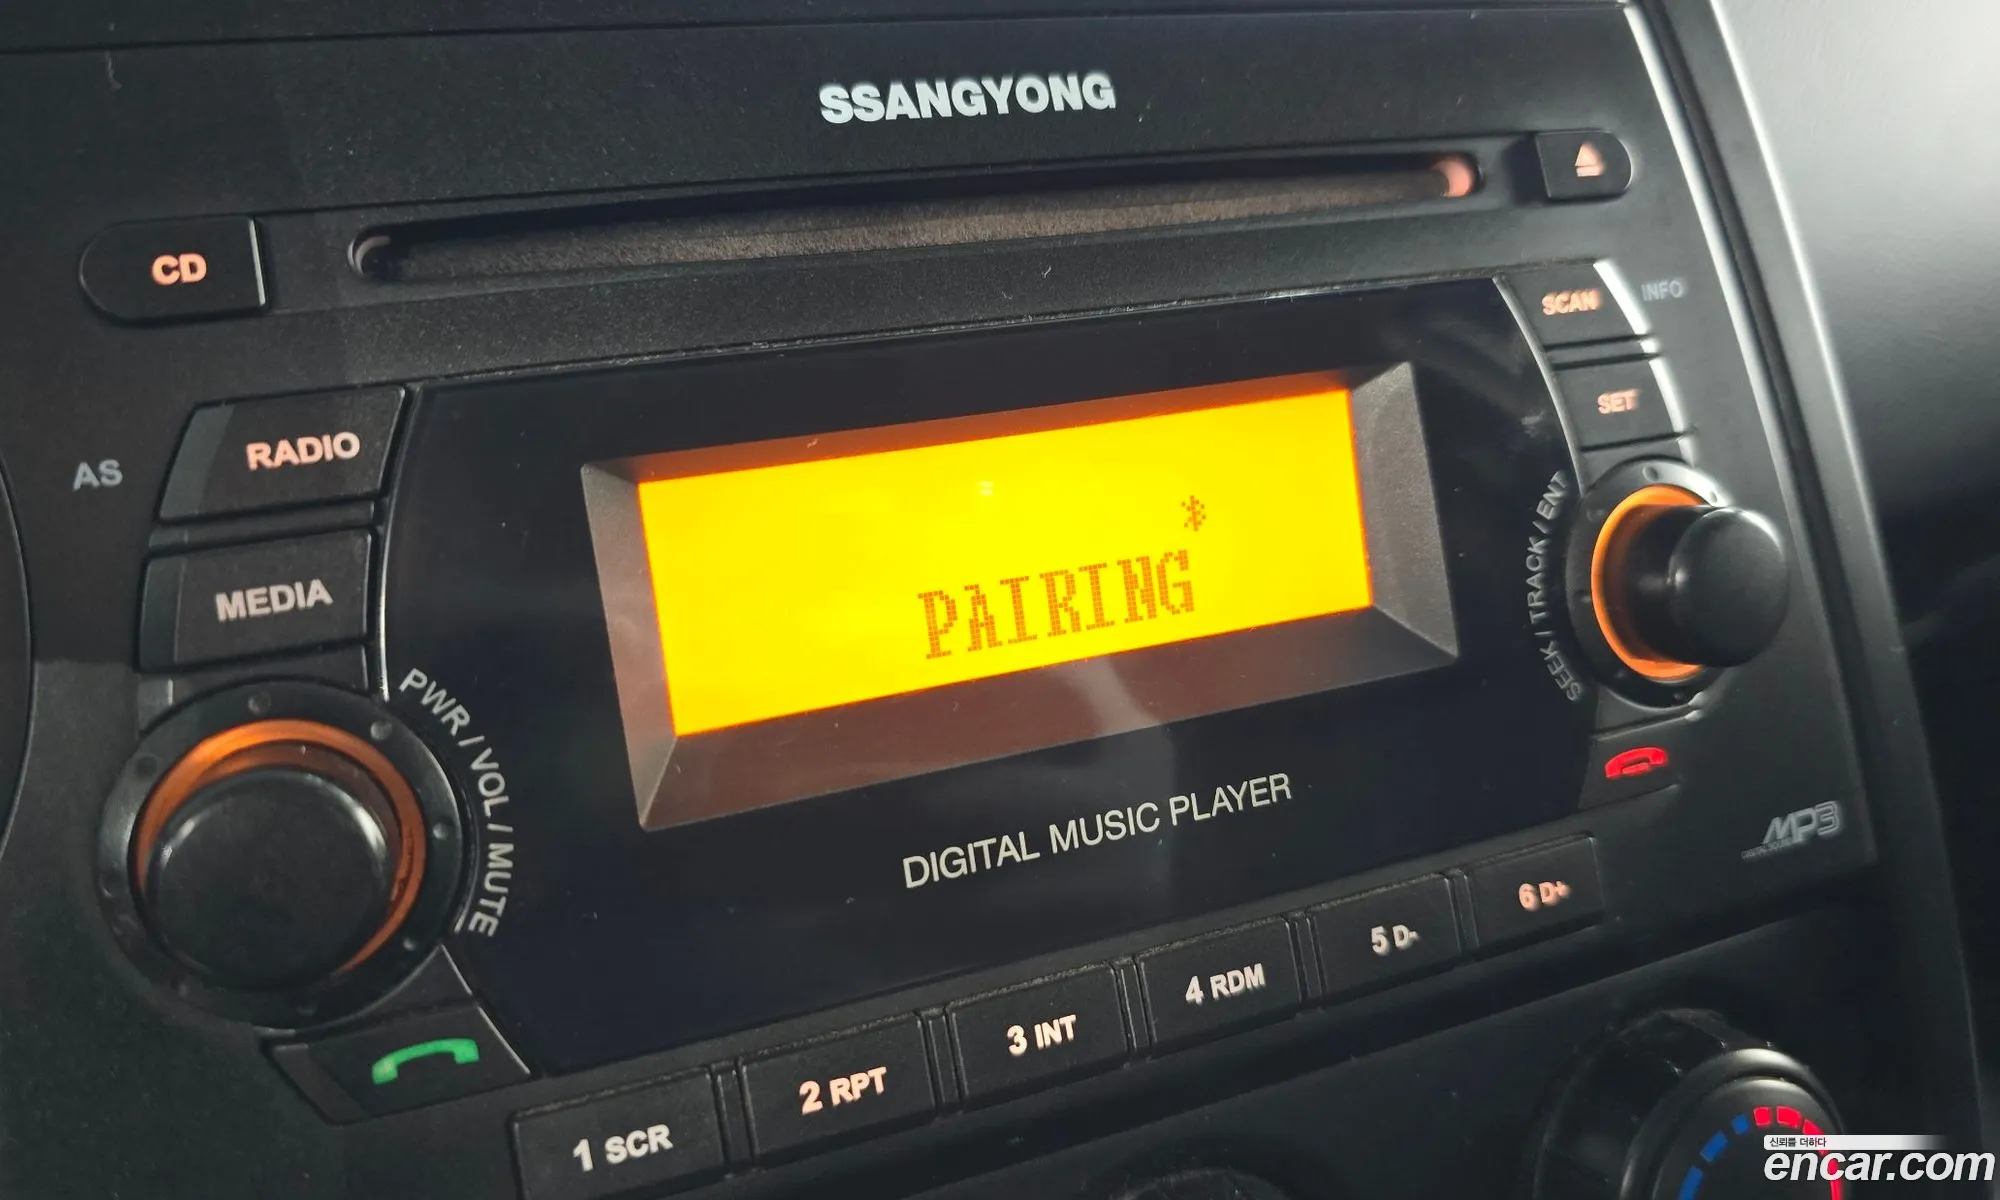 SSANGYONG
CD
SCAN
INFO
SET
AS
RADIO
MEDIA
PAIRING
SEEK / TRACK / ENT
PWR / VOL / MUTE
DIGITAL MUSIC PLAYER
MP3
1 SCR
2 RPT
3 INT
4 RDM
5 D-
6 D+
신뢰를 더하다
encar.com